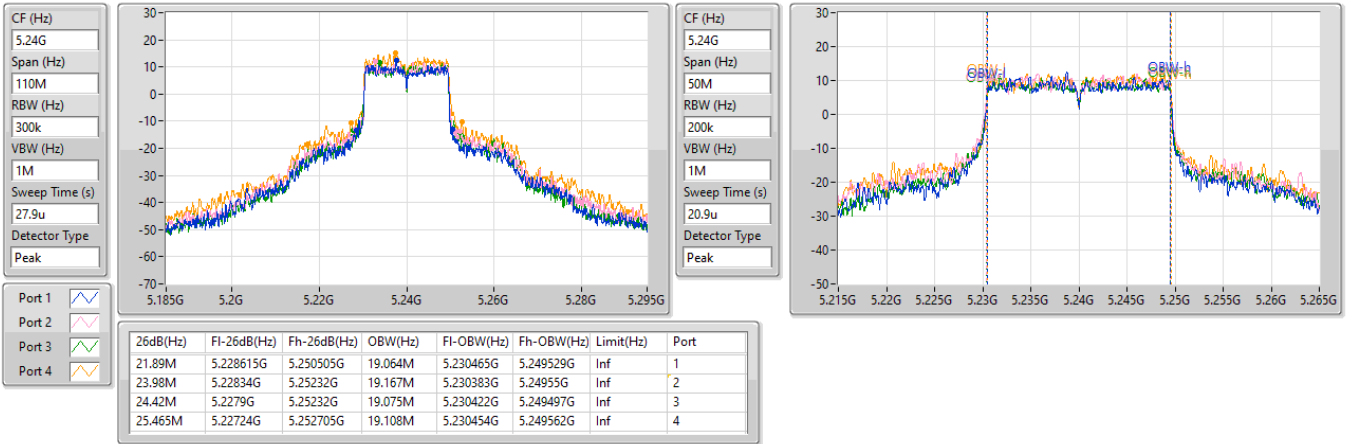 CF (Hz)
5.24G
Span (Hz)
110M
RBW (Hz)
300k
VBW (Hz)
1M
Sweep Time (s)
27.9u
Detector Type
Peak
30
20
10
0
-10
-20
-30
-40
-50
-60
-70
5.185G 5.2G 5.22G 5.24G 5.26G 5.28G 5.295G
CF (Hz)
5.24G
Span (Hz)
50M
RBW (Hz)
200k
VBW (Hz)
1M
Sweep Time (s)
20.9u
Detector Type
Peak
30
20
10
0
-10
-20
-30
-40
-50
OBW-l OBW-h
5.215G 5.22G 5.225G 5.23G 5.235G 5.24G 5.245G 5.25G 5.255G 5.26G 5.265G
Port 1
Port 2
Port 3
Port 4
26dB(Hz) Fl-26dB(Hz) Fh-26dB(Hz) OBW(Hz) Fl-OBW(Hz) Fh-OBW(Hz) Limit(Hz) Port
21.89M 5.228615G 5.250505G 19.064M 5.230465G 5.249529G Inf 1
23.98M 5.22834G 5.25232G 19.167M 5.230383G 5.24955G Inf 2
24.42M 5.2279G 5.25232G 19.075M 5.230422G 5.249497G Inf 3
25.465M 5.22724G 5.252705G 19.108M 5.230454G 5.249562G Inf 4